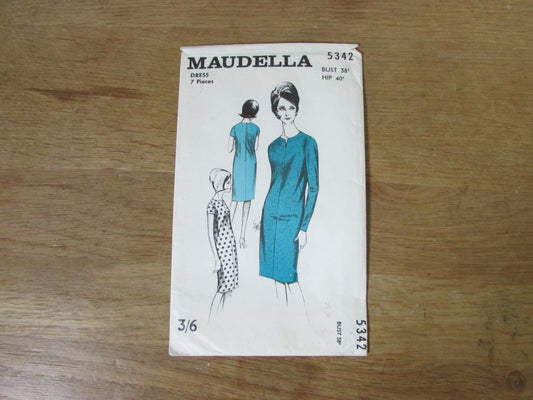 MAUDELLA
5342
DRESS
7 Pieces
BUST 38"
HIP 40"
3/6
BUST 38"
5342